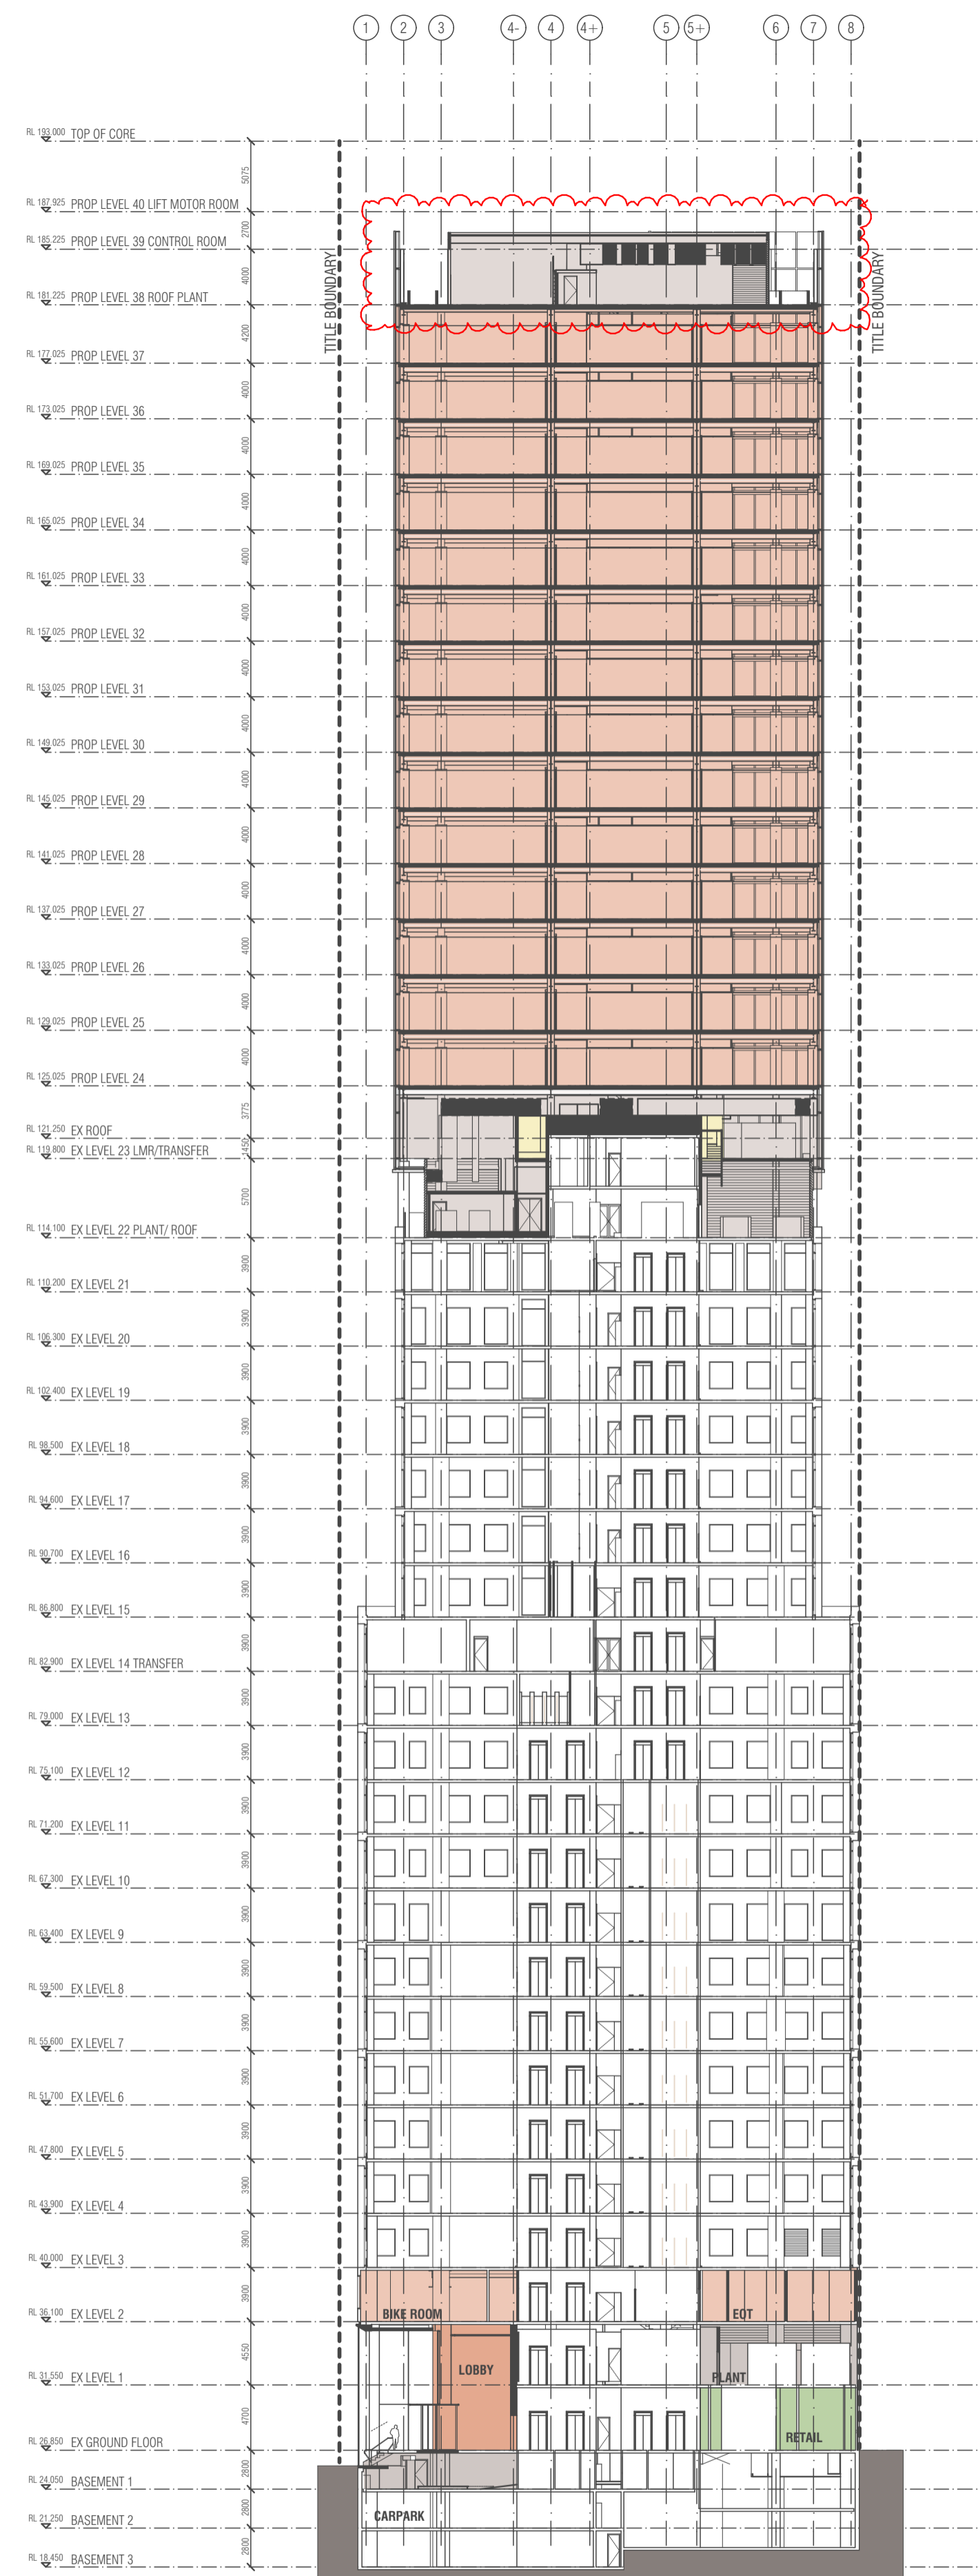 1 2 3 4- 4 4+ 5 5+ 6 7 8
RL 193.000 TOP OF CORE
5075
RL 187.925 PROP LEVEL 40 LIFT MOTOR ROOM
2700
RL 185.225 PROP LEVEL 39 CONTROL ROOM
TITLE BOUNDARY
TITLE BOUNDARY
4000
RL 181.225 PROP LEVEL 38 ROOF PLANT
4200
RL 177.025 PROP LEVEL 37
4000
RL 173.025 PROP LEVEL 36
4000
RL 169.025 PROP LEVEL 35
4000
RL 165.025 PROP LEVEL 34
4000
RL 161.025 PROP LEVEL 33
4000
RL 157.025 PROP LEVEL 32
4000
RL 153.025 PROP LEVEL 31
4000
RL 149.025 PROP LEVEL 30
4000
RL 145.025 PROP LEVEL 29
4000
RL 141.025 PROP LEVEL 28
4000
RL 137.025 PROP LEVEL 27
4000
RL 133.025 PROP LEVEL 26
4000
RL 129.025 PROP LEVEL 25
4000
RL 125.025 PROP LEVEL 24
3775
RL 121.250 EX ROOF
1450
RL 119.800 EX LEVEL 23 LMR/TRANSFER
5700
RL 114.100 EX LEVEL 22 PLANT/ ROOF
3900
RL 110.200 EX LEVEL 21
3900
RL 106.300 EX LEVEL 20
3900
RL 102.400 EX LEVEL 19
3900
RL 98.500 EX LEVEL 18
3900
RL 94.600 EX LEVEL 17
3900
RL 90.700 EX LEVEL 16
3900
RL 86.800 EX LEVEL 15
3900
RL 82.900 EX LEVEL 14 TRANSFER
3900
RL 79.000 EX LEVEL 13
3900
RL 75.100 EX LEVEL 12
3900
RL 71.200 EX LEVEL 11
3900
RL 67.300 EX LEVEL 10
3900
RL 63.400 EX LEVEL 9
3900
RL 59.500 EX LEVEL 8
3900
RL 55.600 EX LEVEL 7
3900
RL 51.700 EX LEVEL 6
3900
RL 47.800 EX LEVEL 5
3900
RL 43.900 EX LEVEL 4
3900
RL 40.000 EX LEVEL 3
3900
RL 36.100 EX LEVEL 2
BIKE ROOM
EOT
4550
LOBBY
RL 31.550 EX LEVEL 1
PLANT
4700
RETAIL
RL 26.850 EX GROUND FLOOR
2800
RL 24.050 BASEMENT 1
2800
CARPARK
RL 21.250 BASEMENT 2
2800
RL 18.450 BASEMENT 3